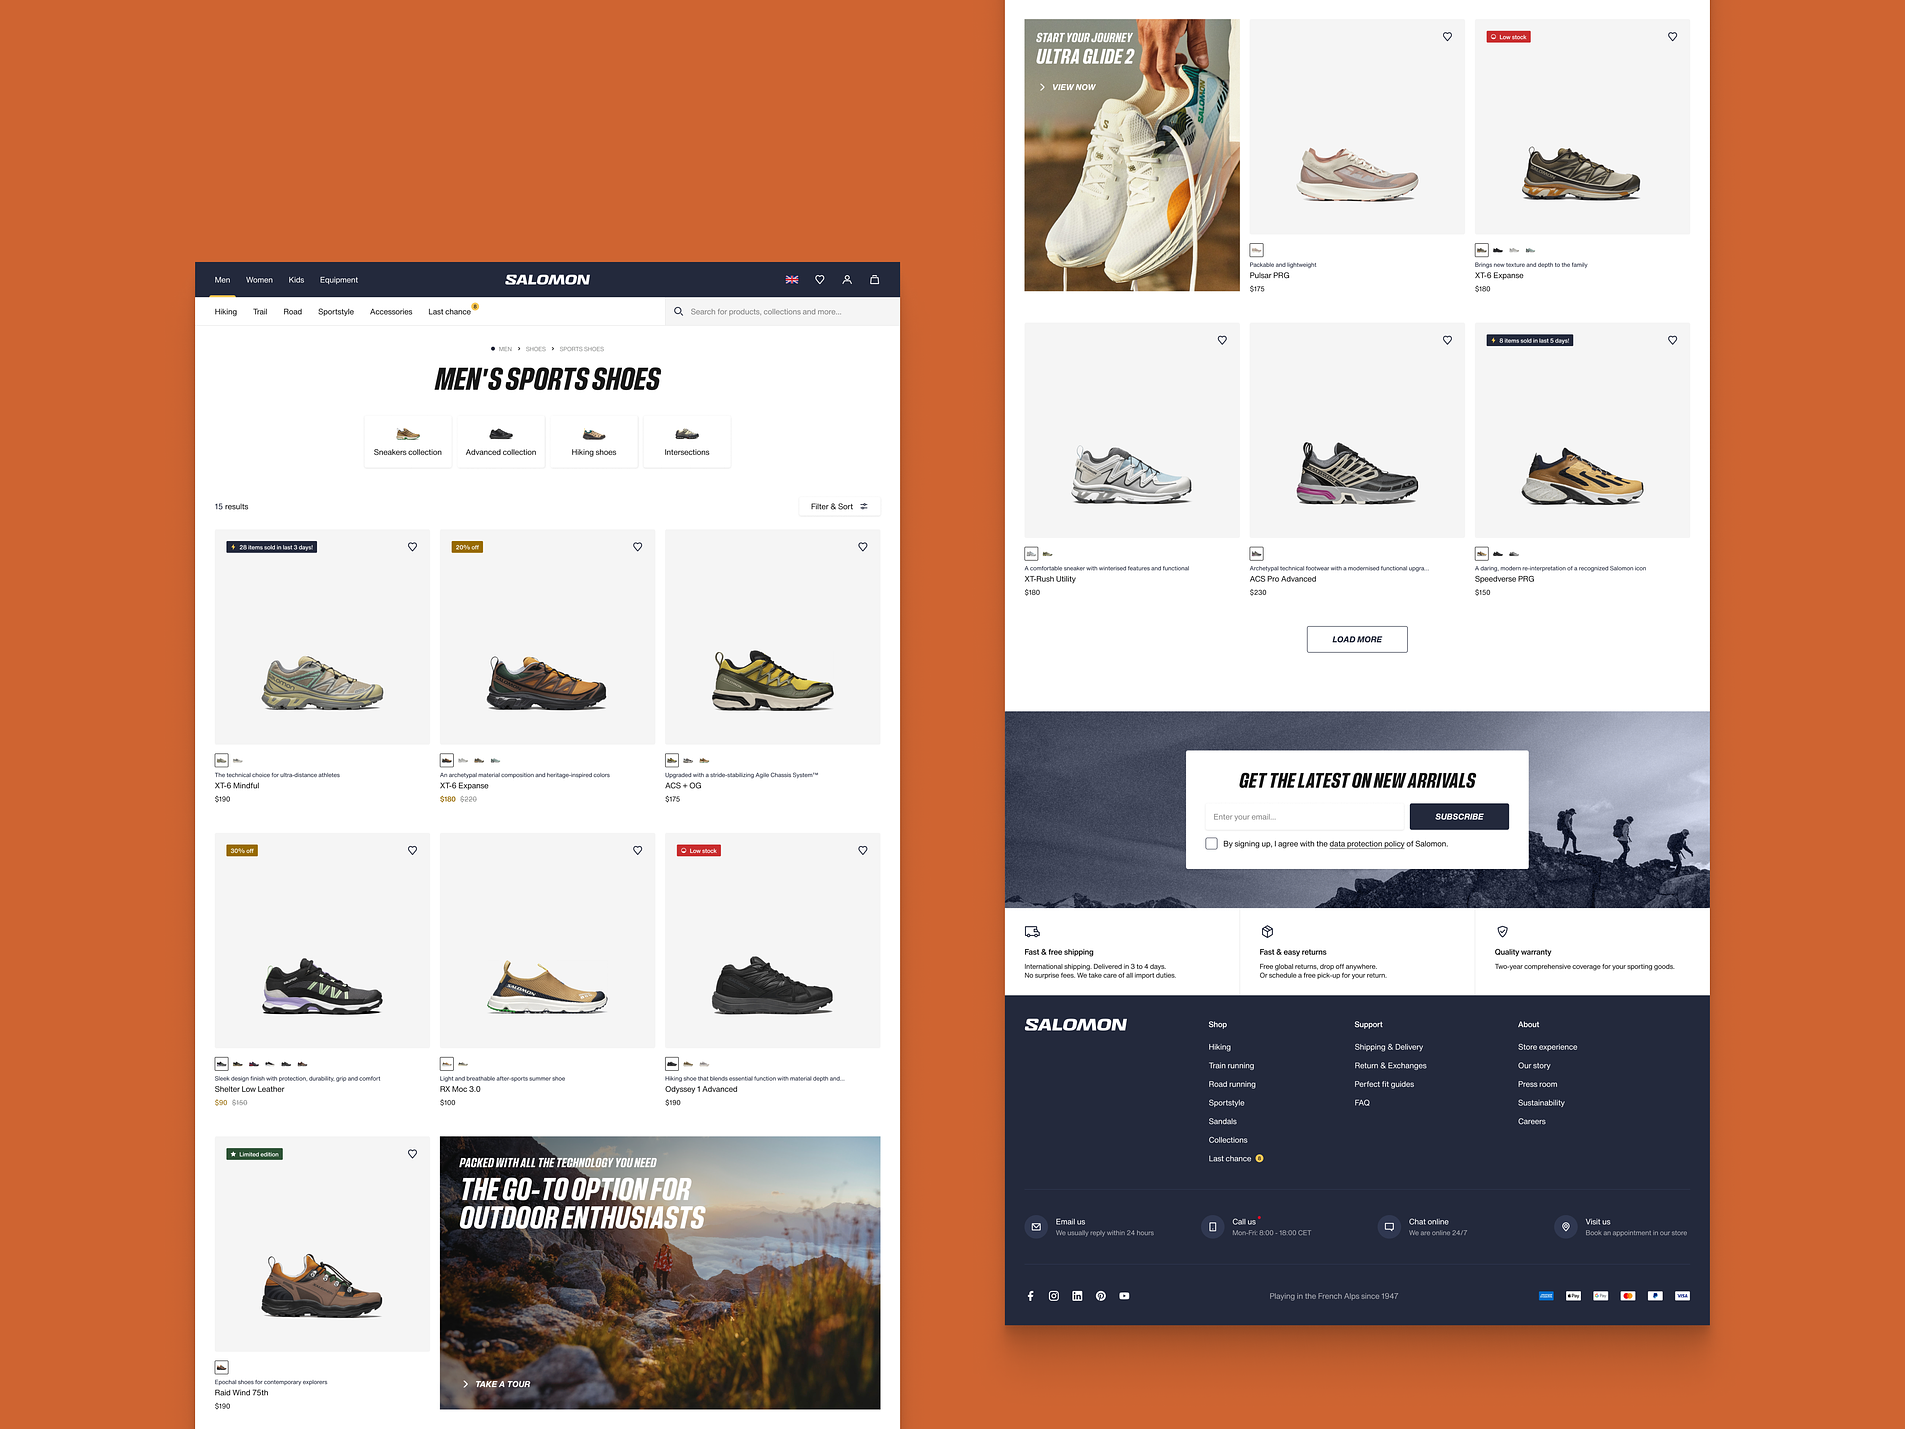 Men
Women
Kids
Equipment
SALOMON
Hiking
Trail
Road
Sportstyle
Accessories
Last chance
8
Search for products, collections and more...
MEN
SHOES
SPORTS SHOES
MEN'S SPORTS SHOES
Sneakers collection
Advanced collection
Hiking shoes
Intersections
15 results
Filter & Sort
28 items sold in last 3 days!
20% off
The technical choice for ultra-distance athletes
XT-6 Mindful
$190
An archetypal material composition and heritage-inspired colors
XT-6 Expanse
$180 $220
Upgraded with a stride-stabilizing Agile Chassis System™
ACS + OG
$175
30% off
Low stock
SALOMON
Sleek design finish with protection, durability, grip and comfort
Shelter Low Leather
$90 $150
Light and breathable after-sports summer shoe
RX Moc 3.0
$100
Hiking shoe that blends essential function with material depth and...
Odyssey 1 Advanced
$190
Limited edition
Epochal shoes for contemporary explorers
Raid Wind 75th
$190
PACKED WITH ALL THE TECHNOLOGY YOU NEED
THE GO-TO OPTION FOR
OUTDOOR ENTHUSIASTS
TAKE A TOUR
START YOUR JOURNEY
ULTRA GLIDE 2
VIEW NOW
SALOMON
Packable and lightweight
Pulsar PRG
$175
Low stock
Brings new texture and depth to the family
XT-6 Expanse
$180
A comfortable sneaker with winterised features and functional
XT-Rush Utility
$180
Archetypal technical footwear with a modernised functional upgra...
ACS Pro Advanced
$230
8 items sold in last 5 days!
A daring, modern re-interpretation of a recognized Salomon icon
Speedverse PRG
$150
LOAD MORE
GET THE LATEST ON NEW ARRIVALS
Enter your email...
SUBSCRIBE
By signing up, I agree with the data protection policy of Salomon.
Fast & free shipping
International shipping. Delivered in 3 to 4 days.
No surprise fees. We take care of all import duties.
Fast & easy returns
Free global returns, drop off anywhere.
Or schedule a free pick-up for your return.
Quality warranty
Two-year comprehensive coverage for your sporting goods.
SALOMON
Shop
Hiking
Train running
Road running
Sportstyle
Sandals
Collections
Last chance
8
Support
Shipping & Delivery
Return & Exchanges
Perfect fit guides
FAQ
About
Store experience
Our story
Press room
Sustainability
Careers
Email us
We usually reply within 24 hours
Call us
Mon-Fri: 8:00 - 18:00 CET
Chat online
We are online 24/7
Visit us
Book an appointment in our store
Playing in the French Alps since 1947
Pay
G Pay
VISA